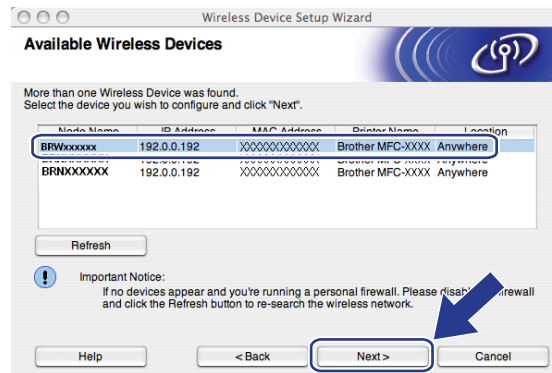 Wireless Device Setup Wizard
Available Wireless Devices
More than one Wireless Device was found.
Select the device you wish to configure and click "Next".
Node Name IP Address MAC Address Printer Name Location
BRWxxxxxx 192.0.0.192 XXXXXXXXXXXX Brother MFC-XXXX Anywhere
BRNXXXXXX 192.0.0.192 XXXXXXXXXXXX Brother MFC-XXXX Anywhere
Refresh
Important Notice:
If no devices appear and you're running a personal firewall. Please firewall
and click the Refresh button to re-search the wireless network.
Help < Back Next > Cancel